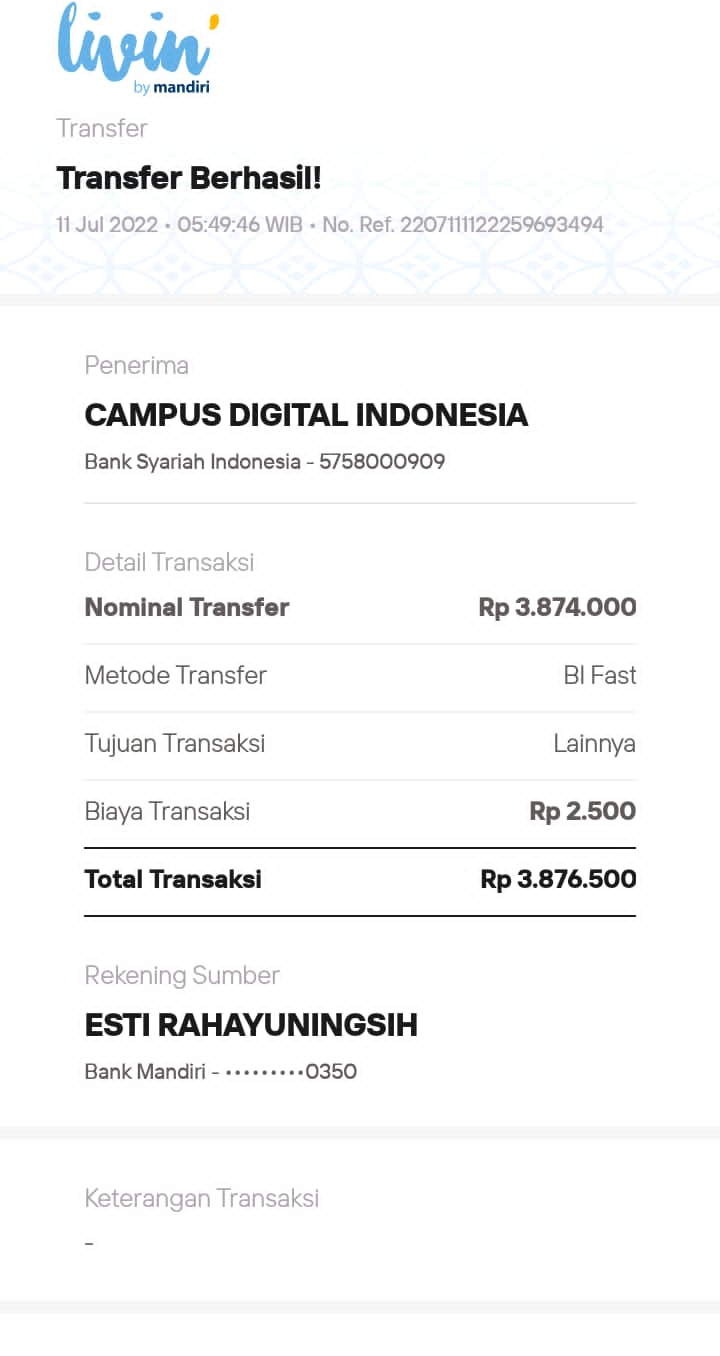 livin'
by mandiri
Transfer
Transfer Berhasil!
11 Jul 2022 • 05:49:46 WIB • No. Ref. 2207111122259693494
Penerima
CAMPUS DIGITAL INDONESIA
Bank Syariah Indonesia - 5758000909
Detail Transaksi
Nominal Transfer Rp 3.874.000
Metode Transfer BI Fast
Tujuan Transaksi Lainnya
Biaya Transaksi Rp 2.500
Total Transaksi Rp 3.876.500
Rekening Sumber
ESTI RAHAYUNINGSIH
Bank Mandiri - •••••••••0350
Keterangan Transaksi
-